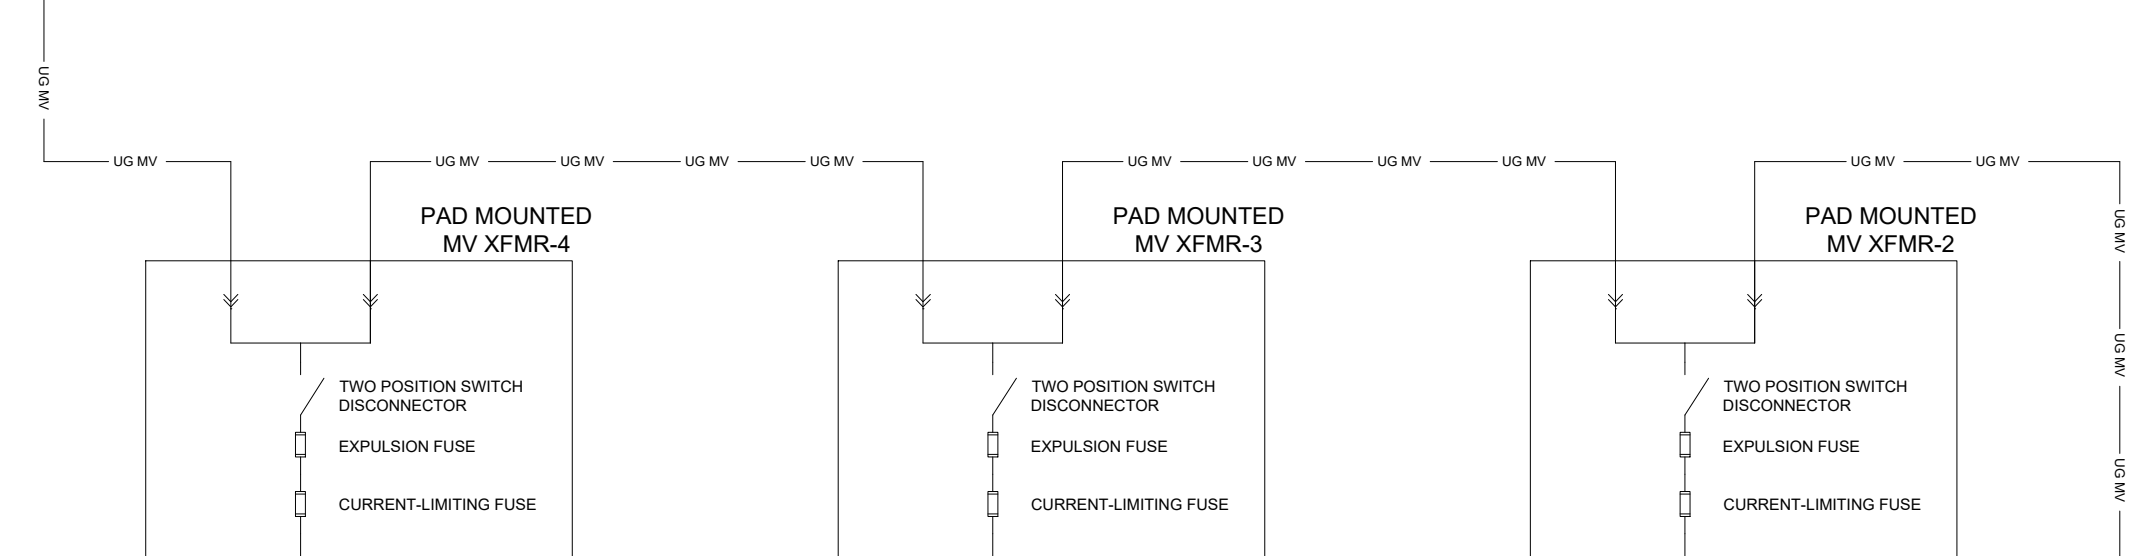 UG MV
UG MV
UG MV
UG MV
UG MV
UG MV
UG MV
UG MV
UG MV
UG MV
UG MV
UG MV
PAD MOUNTED
MV XFMR-4
PAD MOUNTED
MV XFMR-3
PAD MOUNTED
MV XFMR-2
UG MV
UG MV
UG MV
TWO POSITION SWITCH
DISCONNECTOR
EXPULSION FUSE
CURRENT-LIMITING FUSE
TWO POSITION SWITCH
DISCONNECTOR
EXPULSION FUSE
CURRENT-LIMITING FUSE
TWO POSITION SWITCH
DISCONNECTOR
EXPULSION FUSE
CURRENT-LIMITING FUSE